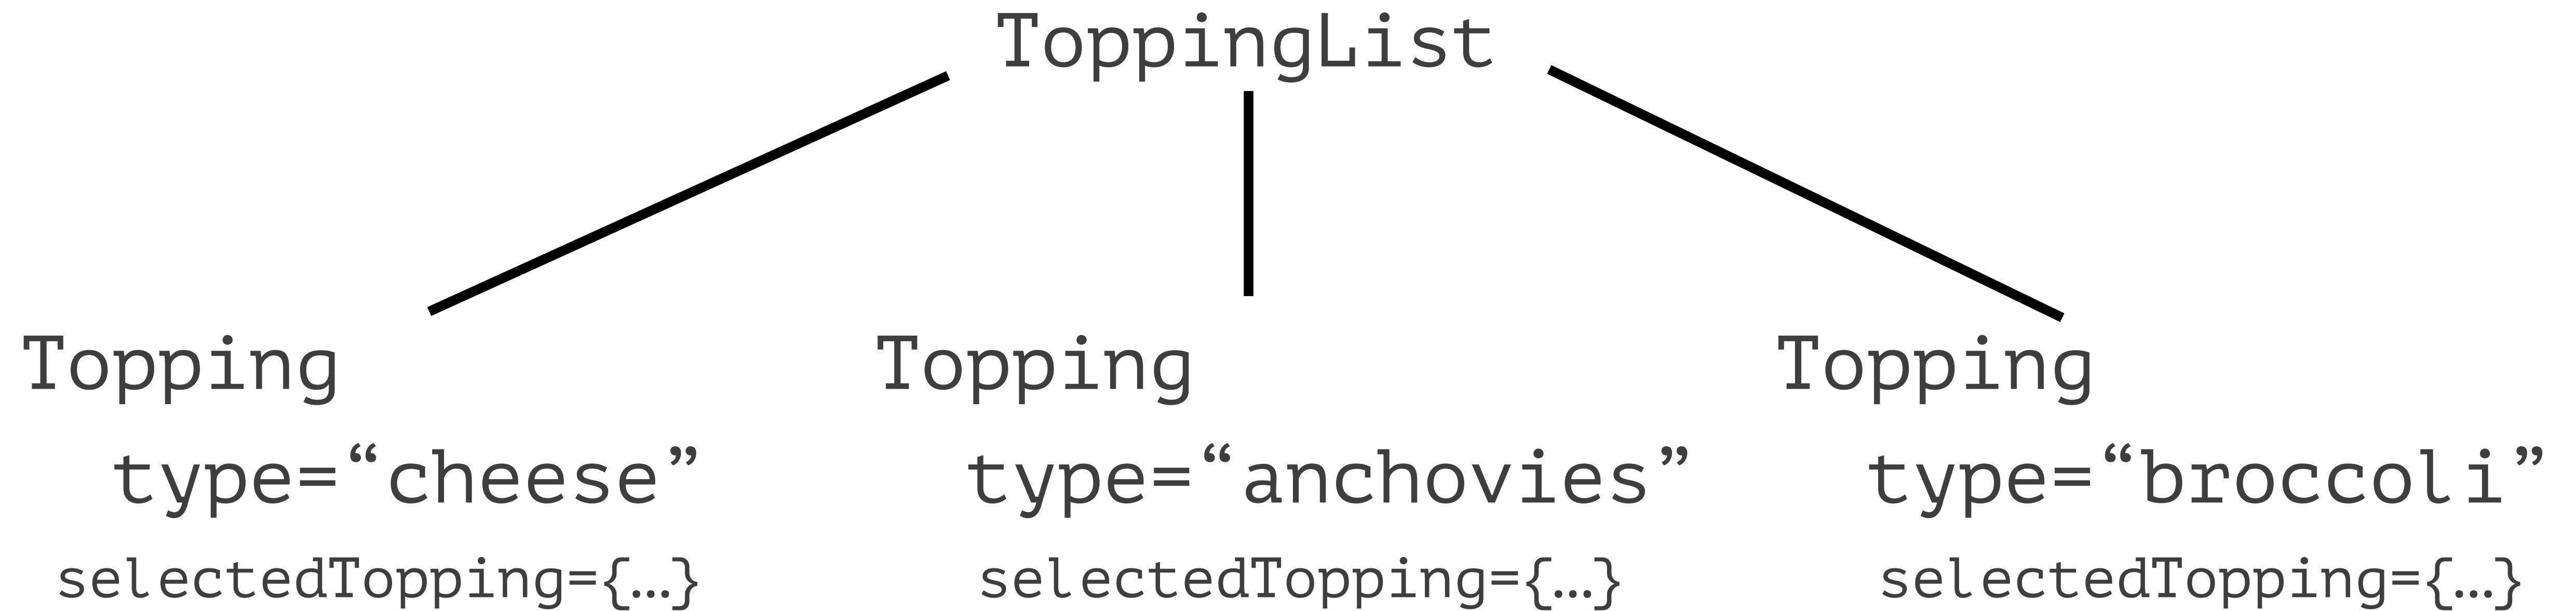 ToppingList
Topping
type=“cheese”
selectedTopping={…}
Topping
type=“anchovies”
selectedTopping={…}
Topping
type=“broccoli”
selectedTopping={…}